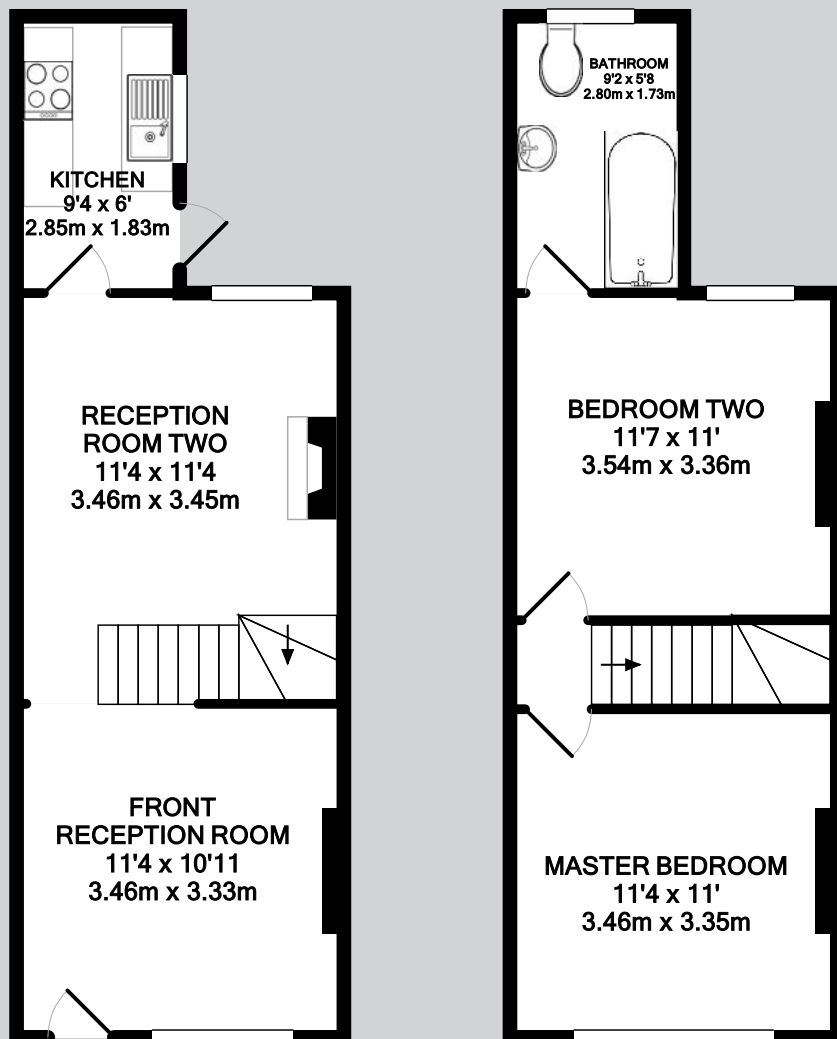 KITCHEN
9'4 x 6'
2.85m x 1.83m
RECEPTION
ROOM TWO
11'4 x 11'4
3.46m x 3.45m
FRONT
RECEPTION ROOM
11'4 x 10'11
3.46m x 3.33m
BATHROOM
9'2 x 5'8
2.80m x 1.73m
BEDROOM TWO
11'7 x 11'
3.54m x 3.36m
MASTER BEDROOM
11'4 x 11'
3.46m x 3.35m